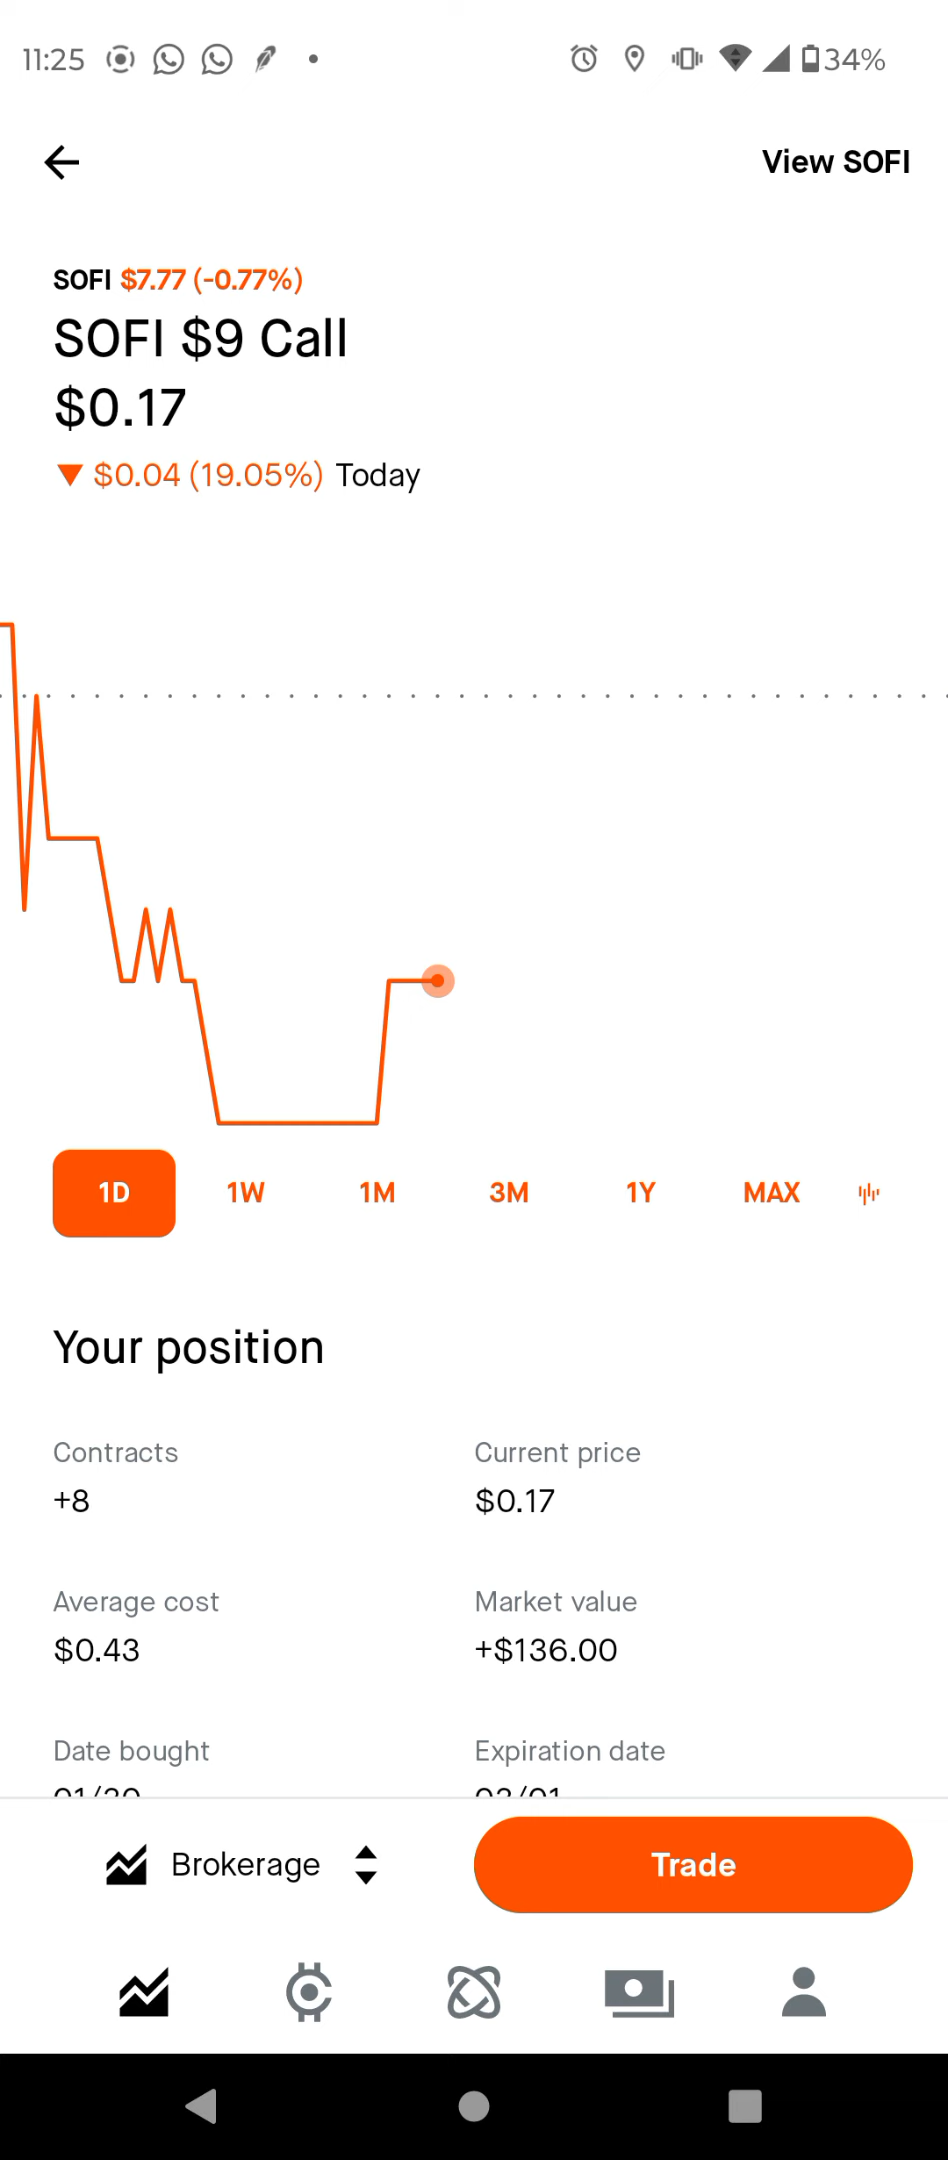 11:25 34%
View SOFI
SOFI $7.77 (-0.77%)
SOFI $9 Call
$0.17
▼ $0.04 (19.05%) Today
1D 1W 1M 3M 1Y MAX
Your position
Contracts Current price
+8 $0.17
Average cost Market value
$0.43 +$136.00
Date bought Expiration date
Brokerage Trade